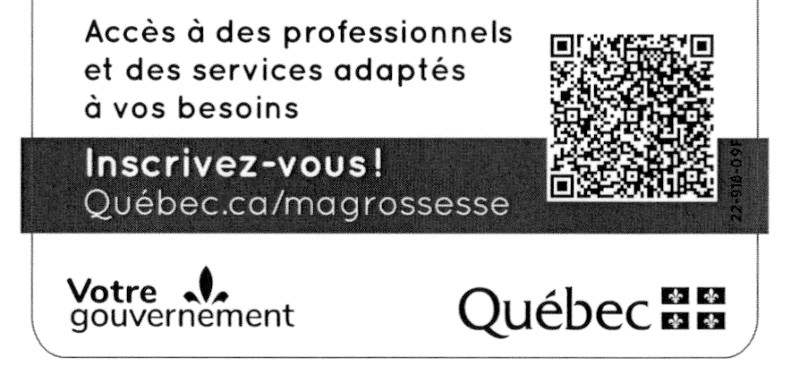 Accès à des professionnels
et des services adaptés
à vos besoins
Inscrivez-vous!
Québec.ca/magrossesse
22-918-09F
Votre
gouvernement
Québec